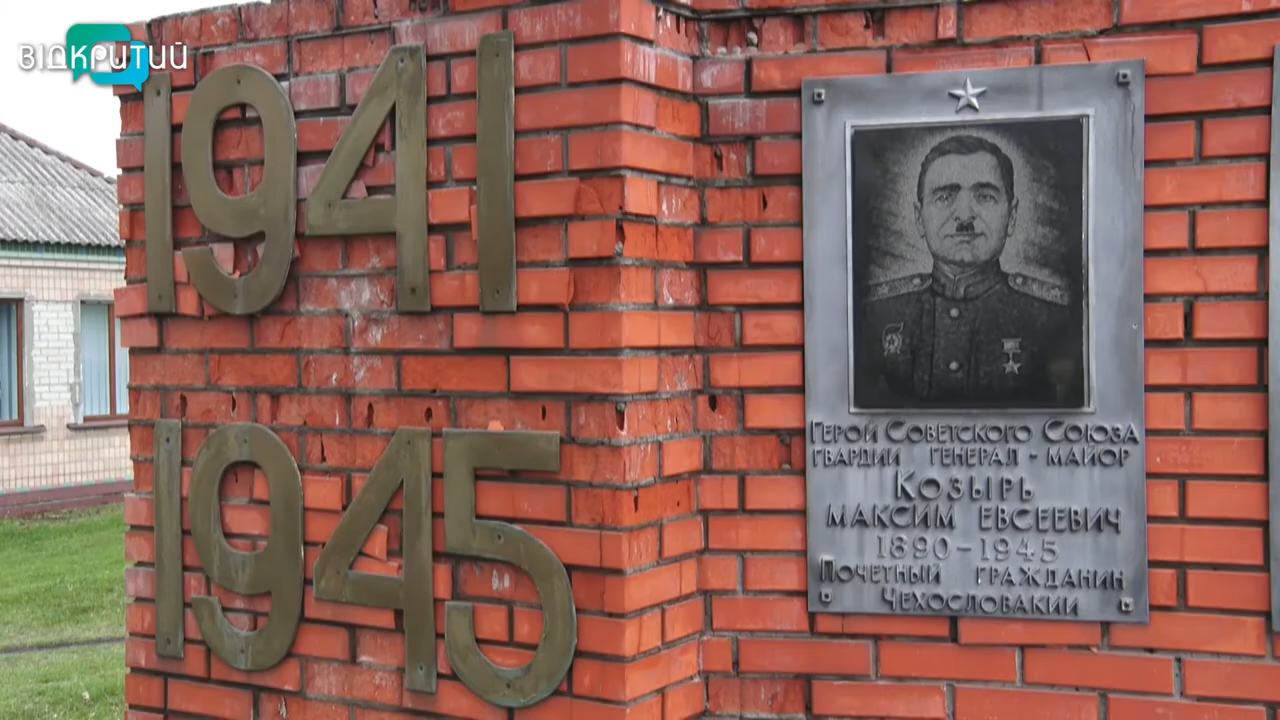 ВІДКРИТИЙ
1941
1945
Герой Советского Союза
гвардии генерал - майор
Козырь
Максим Евсеевич
1890-1945
Почетный гражданин
Чехословакии